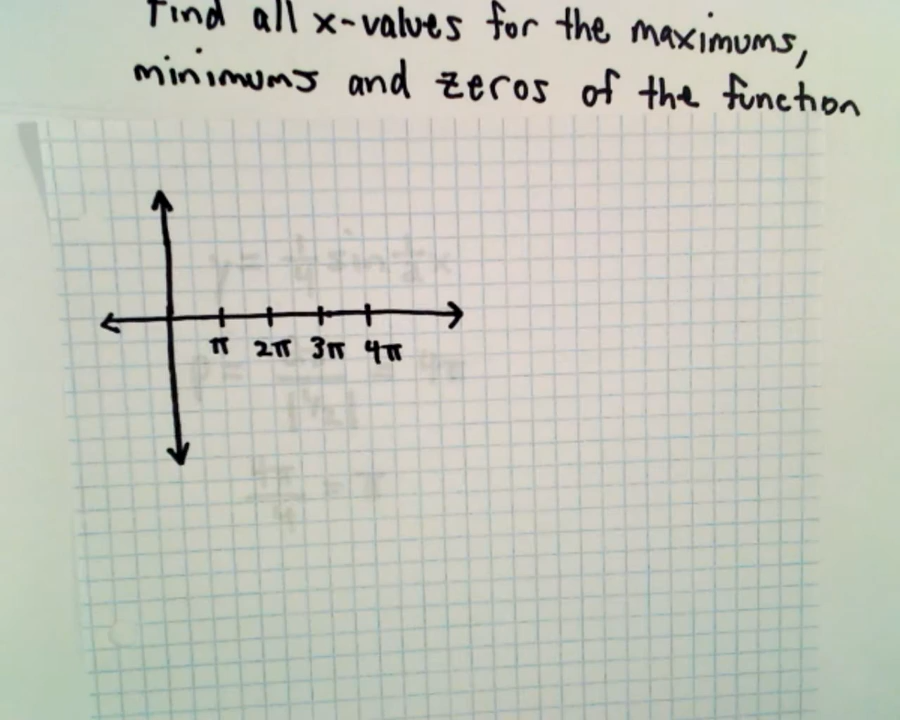 Find all x-values for the maximums,
minimums and zeros of the function
π 2π 3π 4π